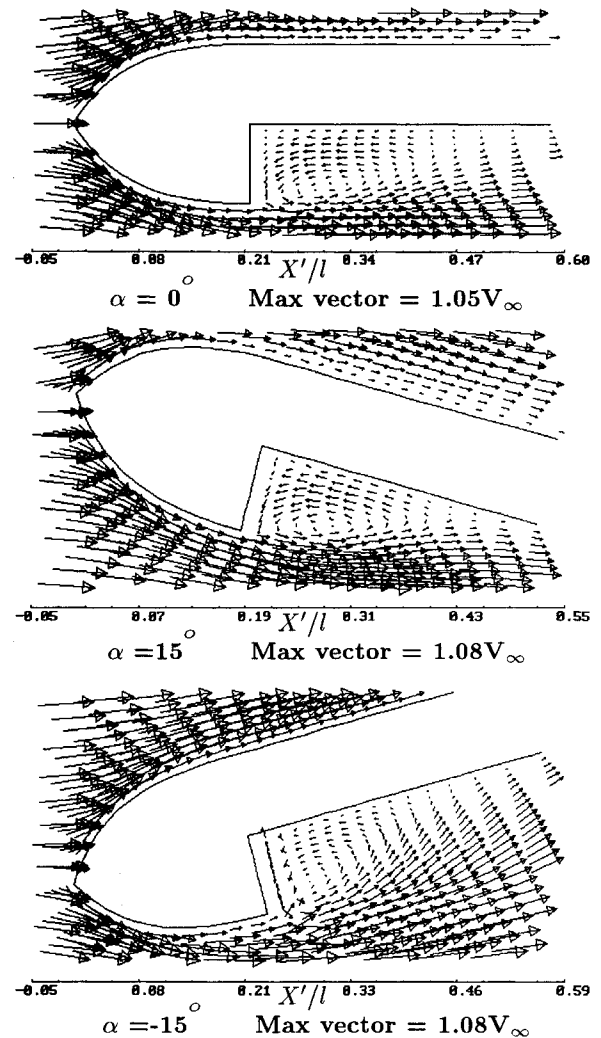 -0.05 0.08 0.21 0.34 0.47 0.60
X′/l
α = 0° Max vector = 1.05V∞
-0.05 0.07 0.19 0.31 0.43 0.55
X′/l
α =15° Max vector = 1.08V∞
-0.05 0.08 0.21 0.33 0.46 0.59
X′/l
α =-15° Max vector = 1.08V∞